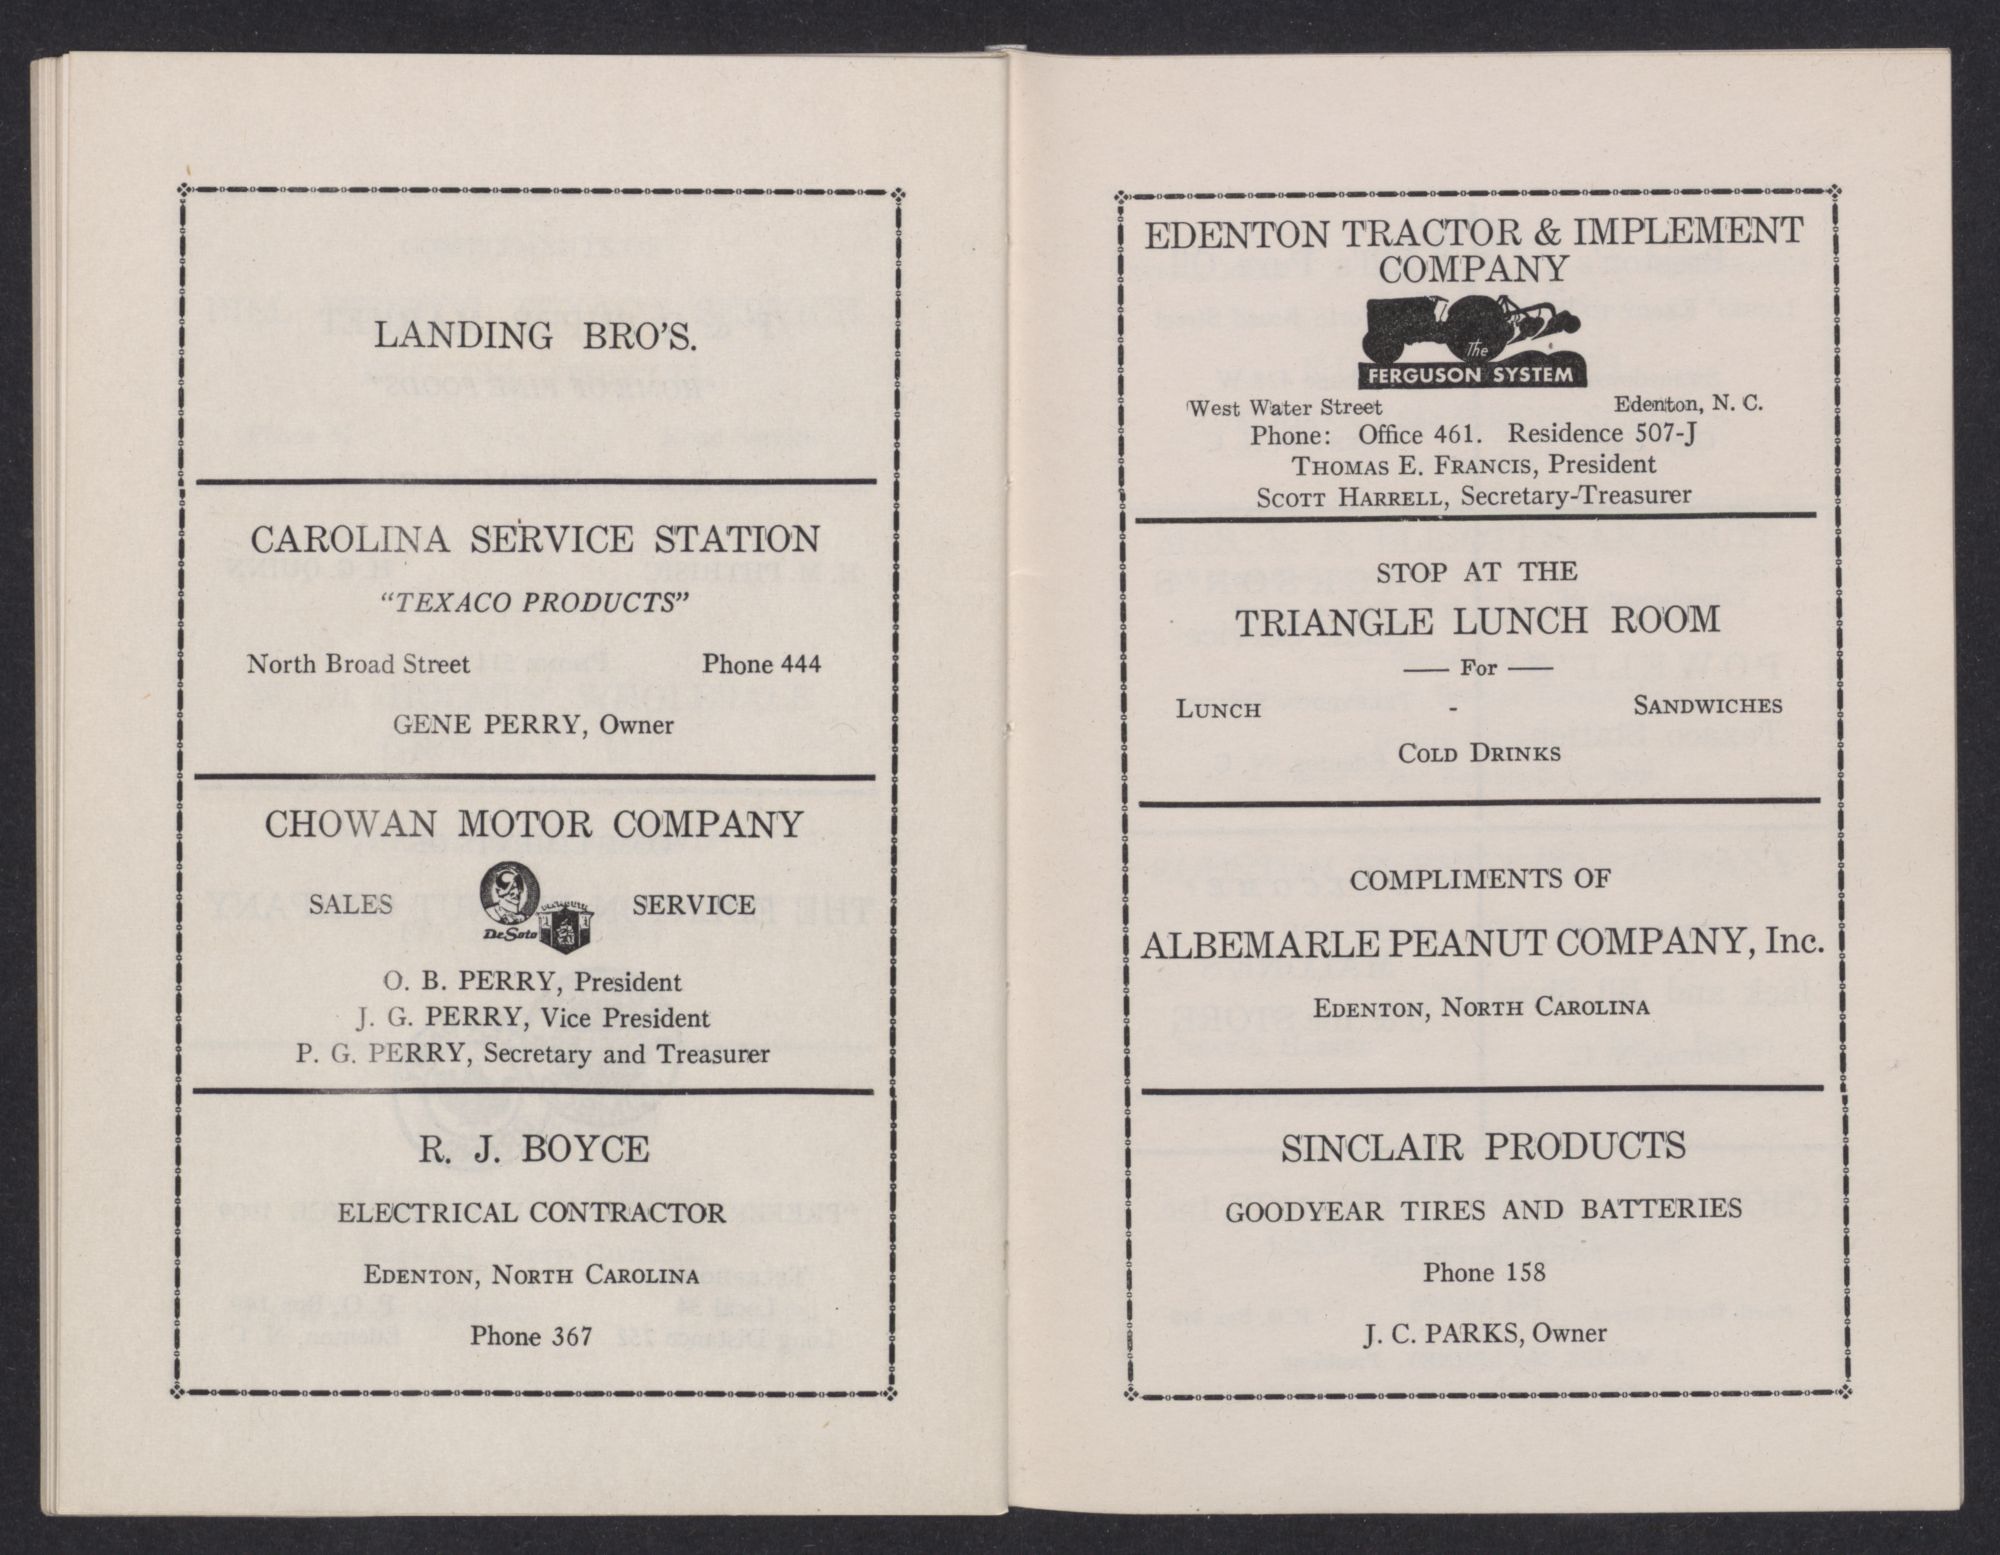 LANDING BRO'S.
CAROLINA SERVICE STATION
"TEXACO PRODUCTS"
North Broad Street Phone 444
GENE PERRY, Owner
CHOWAN MOTOR COMPANY
SALES SERVICE
DeSoto
PLYMOUTH
O. B. PERRY, President
J. G. PERRY, Vice President
P. G. PERRY, Secretary and Treasurer
R. J. BOYCE
ELECTRICAL CONTRACTOR
EDENTON, NORTH CAROLINA
Phone 367
EDENTON TRACTOR & IMPLEMENT
COMPANY
The
FERGUSON SYSTEM
West Water Street Edenton, N. C.
Phone: Office 461. Residence 507-J
THOMAS E. FRANCIS, President
SCOTT HARRELL, Secretary-Treasurer
STOP AT THE
TRIANGLE LUNCH ROOM
— For —
LUNCH - SANDWICHES
COLD DRINKS
COMPLIMENTS OF
ALBEMARLE PEANUT COMPANY, Inc.
EDENTON, NORTH CAROLINA
SINCLAIR PRODUCTS
GOODYEAR TIRES AND BATTERIES
Phone 158
J. C. PARKS, Owner